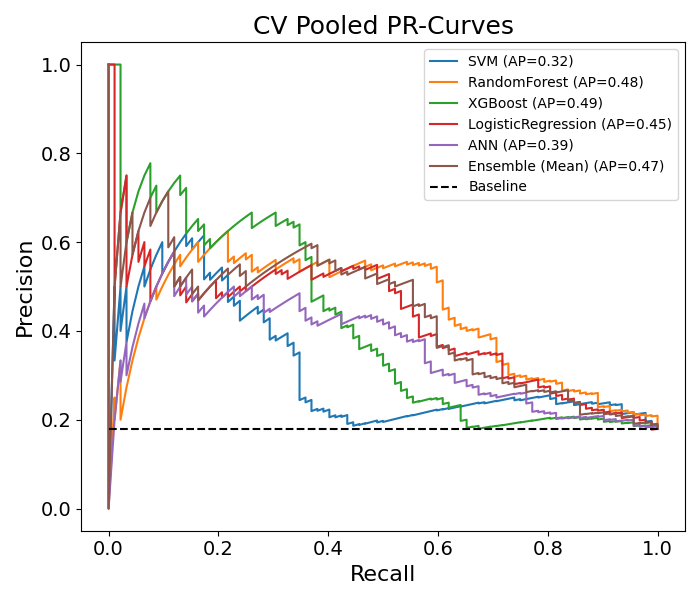 CV Pooled PR-Curves
SVM (AP=0.32)
RandomForest (AP=0.48)
XGBoost (AP=0.49)
LogisticRegression (AP=0.45)
ANN (AP=0.39)
Ensemble (Mean) (AP=0.47)
Baseline
Precision
1.0
0.8
0.6
0.4
0.2
0.0
0.0 0.2 0.4 0.6 0.8 1.0
Recall